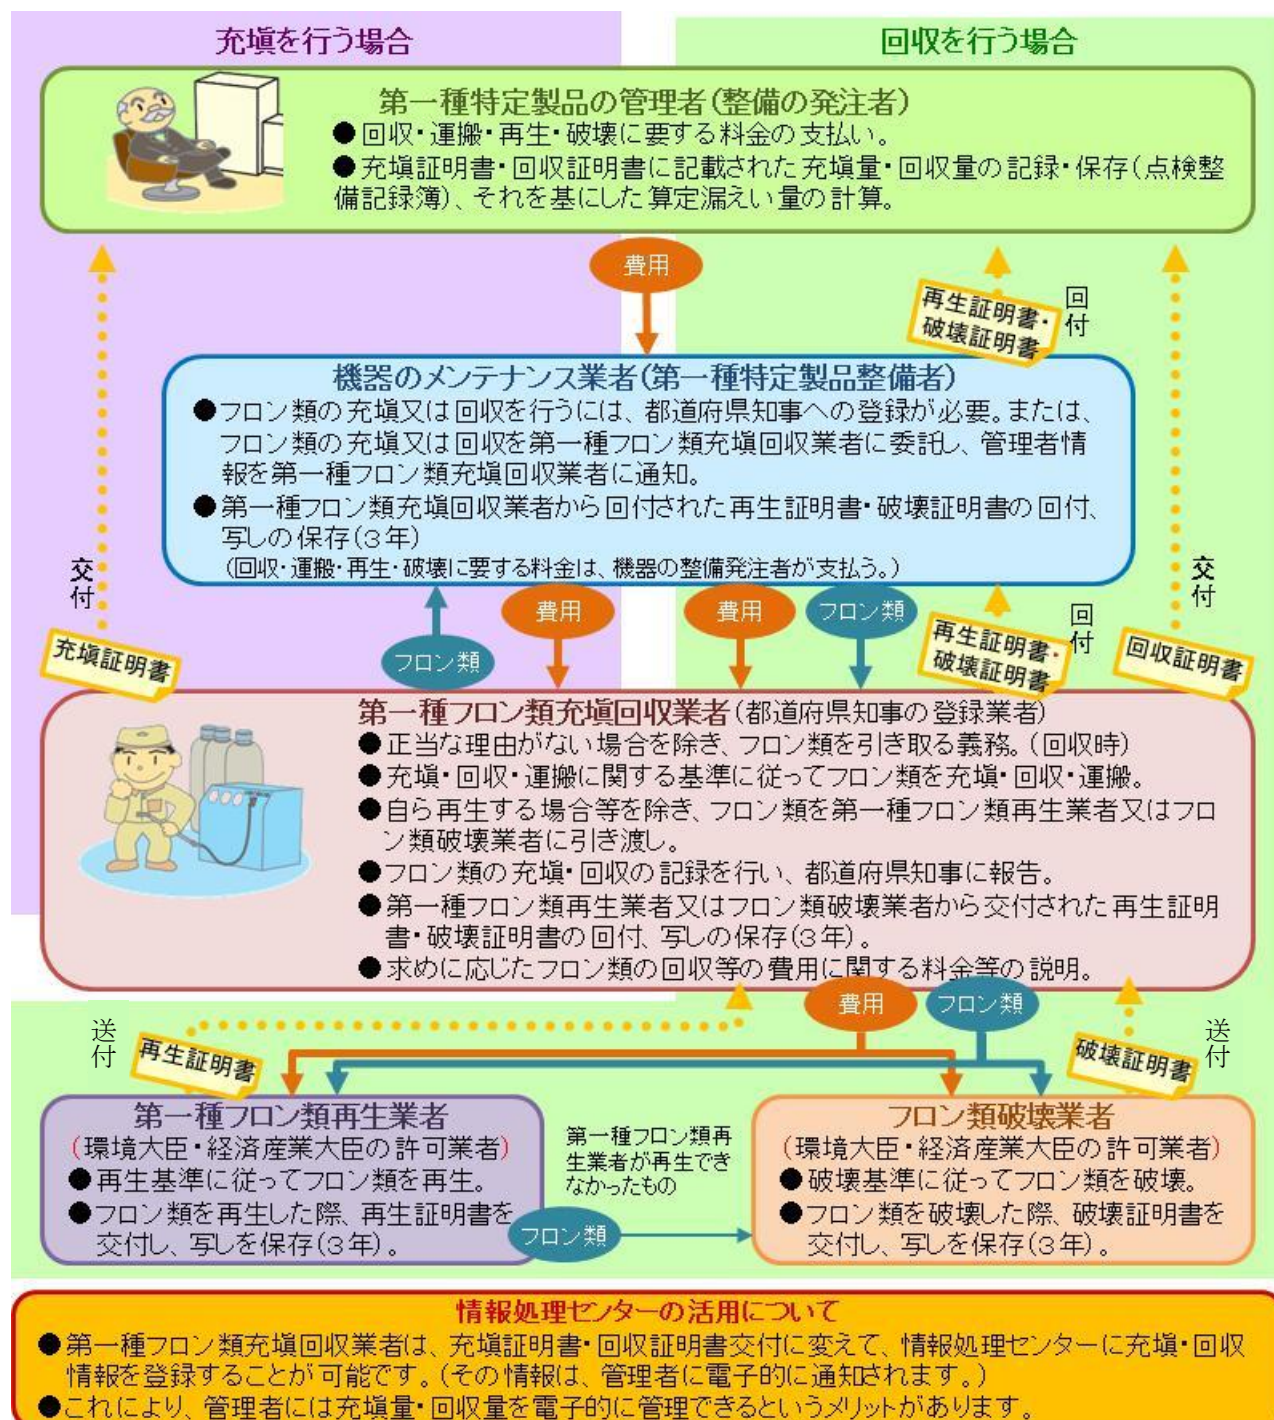 充塡を行う場合
回収を行う場合
第一種特定製品の管理者(整備の発注者)
●回収・運搬・再生・破壊に要する料金の支払い。
●充塡証明書・回収証明書に記載された充塡量・回収量の記録・保存(点検整
備記録簿)、それを基にした算定漏えい量の計算。
費用
再生証明書・
破壊証明書
回付
機器のメンテナンス業者(第一種特定製品整備者)
●フロン類の充塡又は回収を行うには、都道府県知事への登録が必要。または、
フロン類の充塡又は回収を第一種フロン類充塡回収業者に委託し、管理者情
報を第一種フロン類充塡回収業者に通知。
●第一種フロン類充塡回収業者から回付された再生証明書・破壊証明書の回付、
写しの保存(3年)
(回収・運搬・再生・破壊に要する料金は、機器の整備発注者が支払う。)
交付
交付
費用
費用
フロン類
回付
充塡証明書
フロン類
再生証明書・
破壊証明書
回収証明書
第一種フロン類充塡回収業者(都道府県知事の登録業者)
●正当な理由がない場合を除き、フロン類を引き取る義務。(回収時)
●充塡・回収・運搬に関する基準に従ってフロン類を充塡・回収・運搬。
●自ら再生する場合等を除き、フロン類を第一種フロン類再生業者又はフロ
ン類破壊業者に引き渡し。
●フロン類の充塡・回収の記録を行い、都道府県知事に報告。
●第一種フロン類再生業者又はフロン類破壊業者から交付された再生証明
書・破壊証明書の回付、写しの保存(3年)。
●求めに応じたフロン類の回収等の費用に関する料金等の説明。
費用
フロン類
送付
再生証明書
破壊証明書
送付
第一種フロン類再生業者
(環境大臣・経済産業大臣の許可業者)
●再生基準に従ってフロン類を再生。
●フロン類を再生した際、再生証明書を
交付し、写しを保存(3年)。
第一種フロン類再
生業者が再生でき
なかったもの
フロン類
フロン類破壊業者
(環境大臣・経済産業大臣の許可業者)
●破壊基準に従ってフロン類を破壊。
●フロン類を破壊した際、破壊証明書を
交付し、写しを保存(3年)。
情報処理センターの活用について
●第一種フロン類充塡回収業者は、充塡証明書・回収証明書交付に変えて、情報処理センターに充塡・回収
情報を登録することが可能です。(その情報は、管理者に電子的に通知されます。)
●これにより、管理者には充塡量・回収量を電子的に管理できるというメリットがあります。